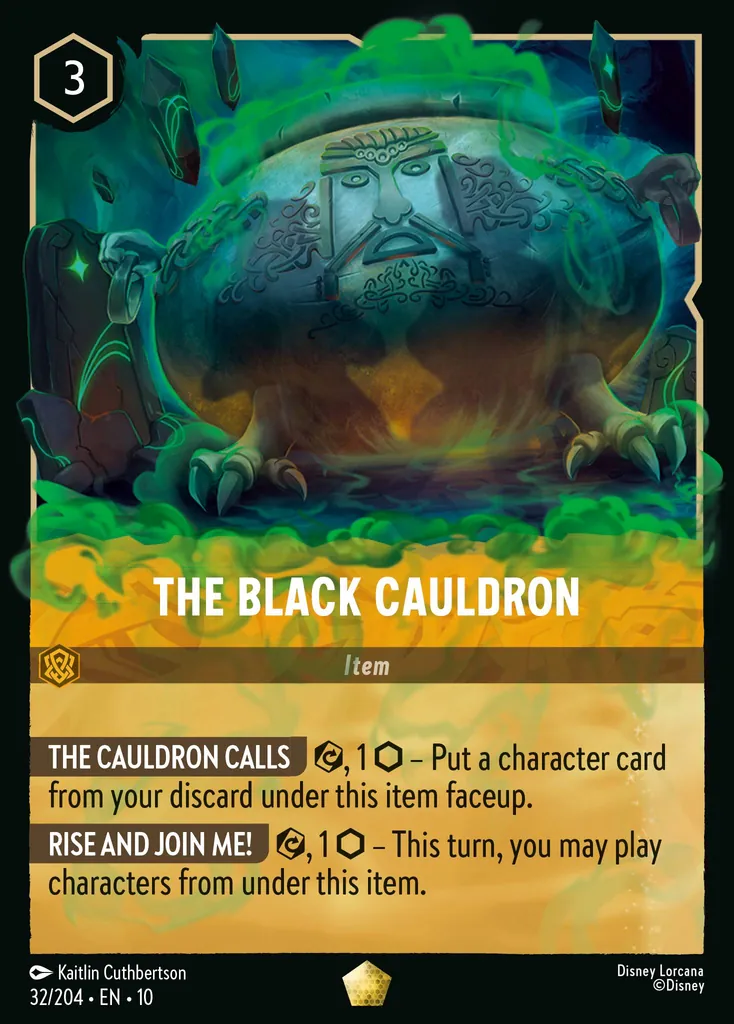 3
THE BLACK CAULDRON
Item
THE CAULDRON CALLS , 1 – Put a character card
from your discard under this item faceup.
RISE AND JOIN ME! , 1 – This turn, you may play
characters from under this item.
Kaitlin Cuthbertson
32/204 • EN • 10
Disney Lorcana
©Disney